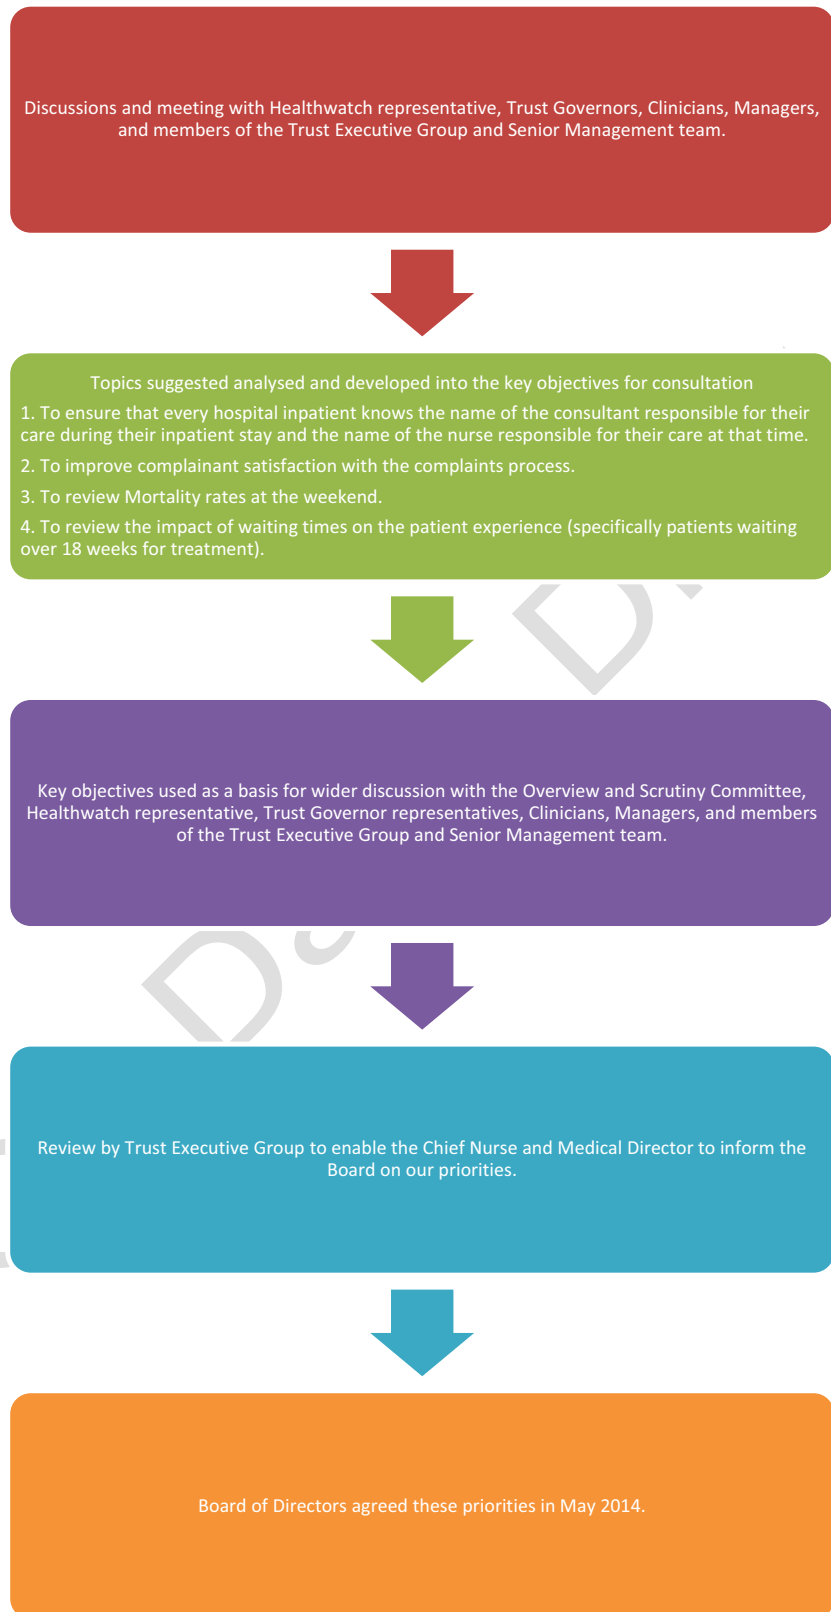 Discussions and meeting with Healthwatch representative, Trust Governors, Clinicians, Managers,
and members of the Trust Executive Group and Senior Management team.
Topics suggested analysed and developed into the key objectives for consultation
1. To ensure that every hospital inpatient knows the name of the consultant responsible for their
care during their inpatient stay and the name of the nurse responsible for their care at that time.
2. To improve complainant satisfaction with the complaints process.
3. To review Mortality rates at the weekend.
4. To review the impact of waiting times on the patient experience (specifically patients waiting
over 18 weeks for treatment).
Key objectives used as a basis for wider discussion with the Overview and Scrutiny Committee,
Healthwatch representative, Trust Governor representatives, Clinicians, Managers, and members
of the Trust Executive Group and Senior Management team.
Review by Trust Executive Group to enable the Chief Nurse and Medical Director to inform the
Board on our priorities.
Board of Directors agreed these priorities in May 2014.